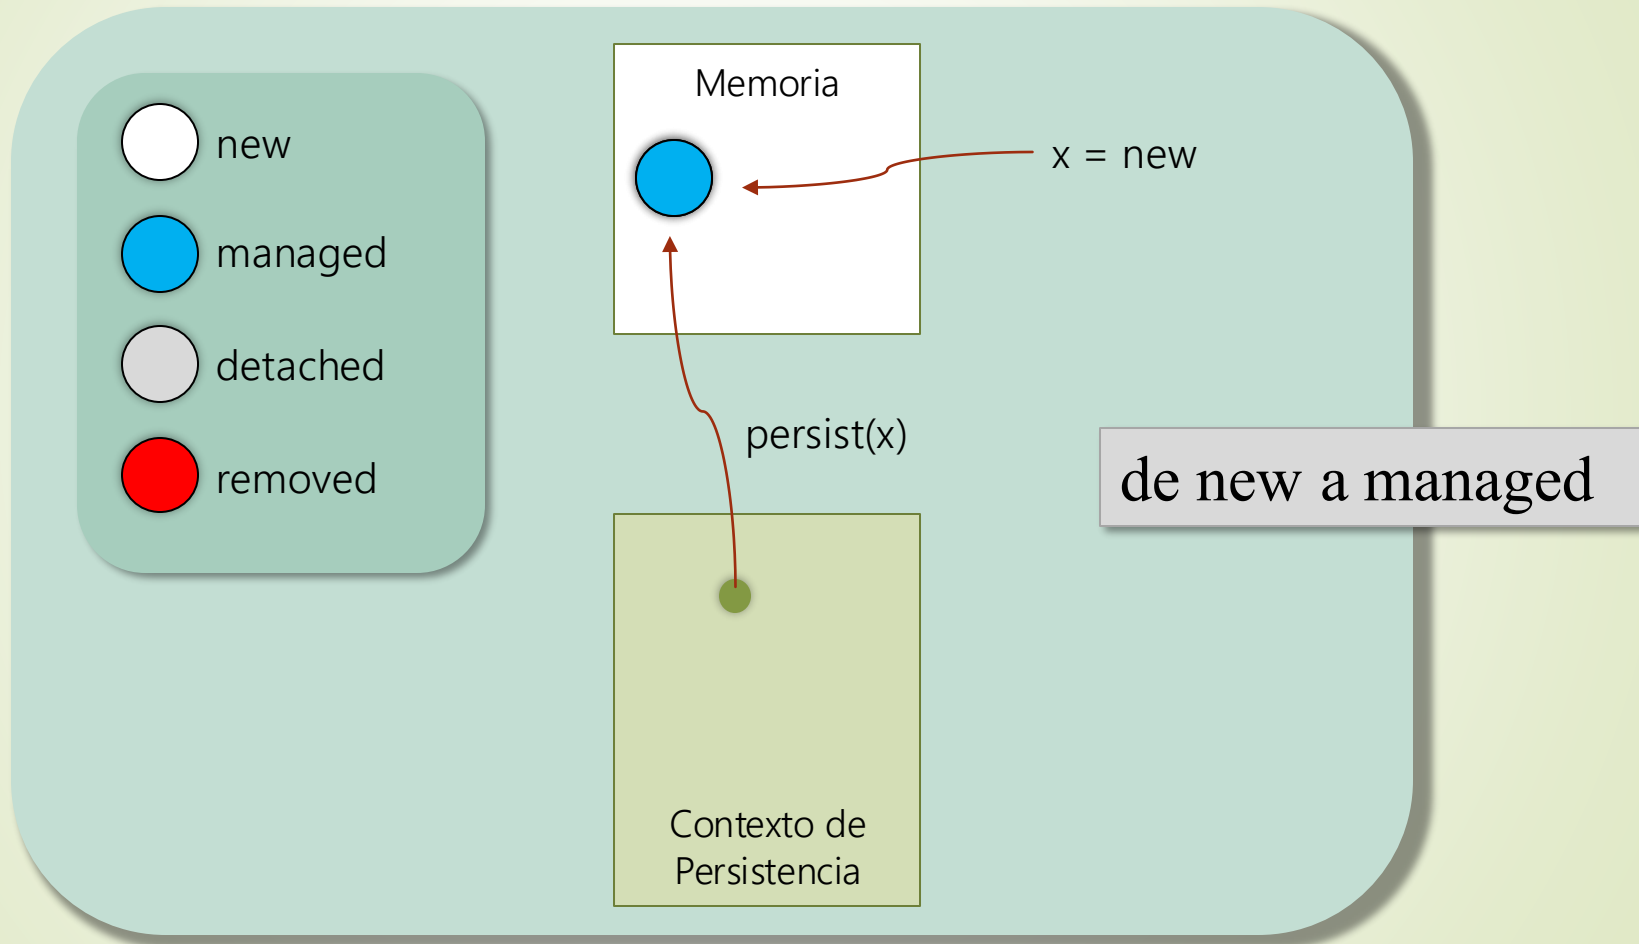 new
managed
detached
removed
Memoria
x = new
persist(x)
de new a managed
Contexto de
Persistencia